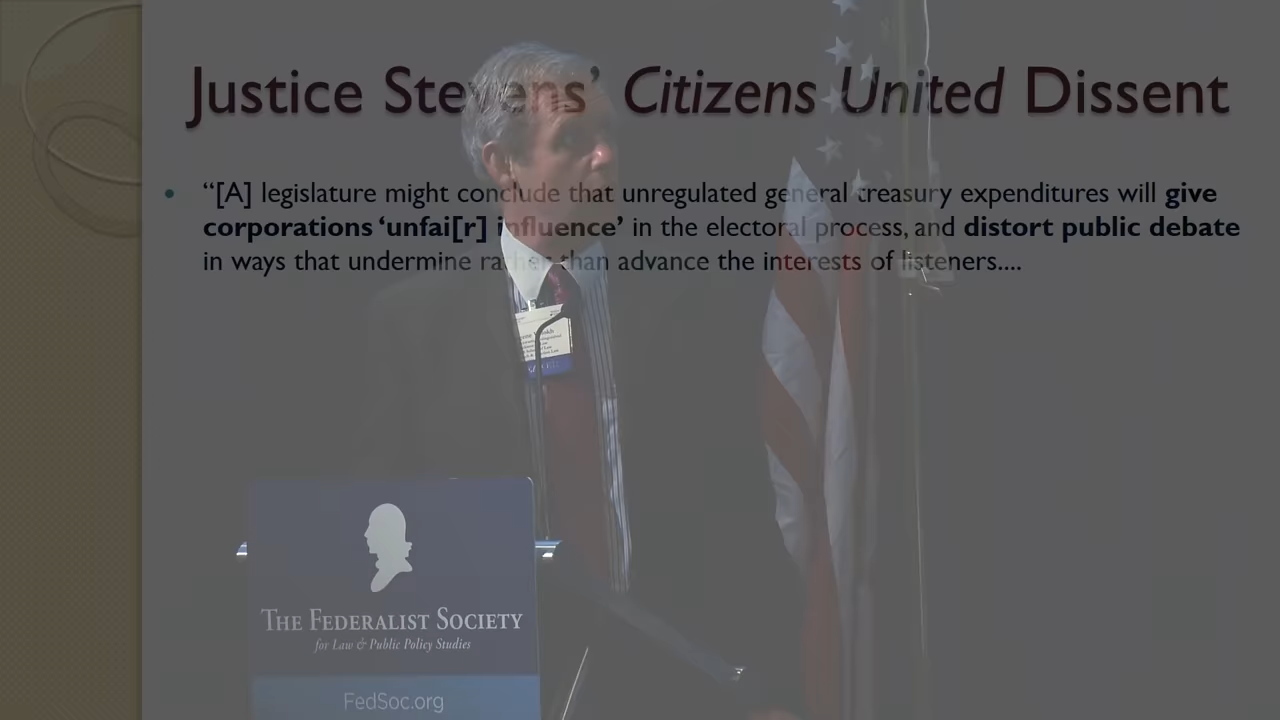 Justice Stevens’ Citizens United Dissent
• “[A] legislature might conclude that unregulated general treasury expenditures will give
corporations ‘unfai[r] influence’ in the electoral process, and distort public debate
in ways that undermine rather than advance the interests of listeners....
THE FEDERALIST SOCIETY
for Law & Public Policy Studies
FedSoc.org